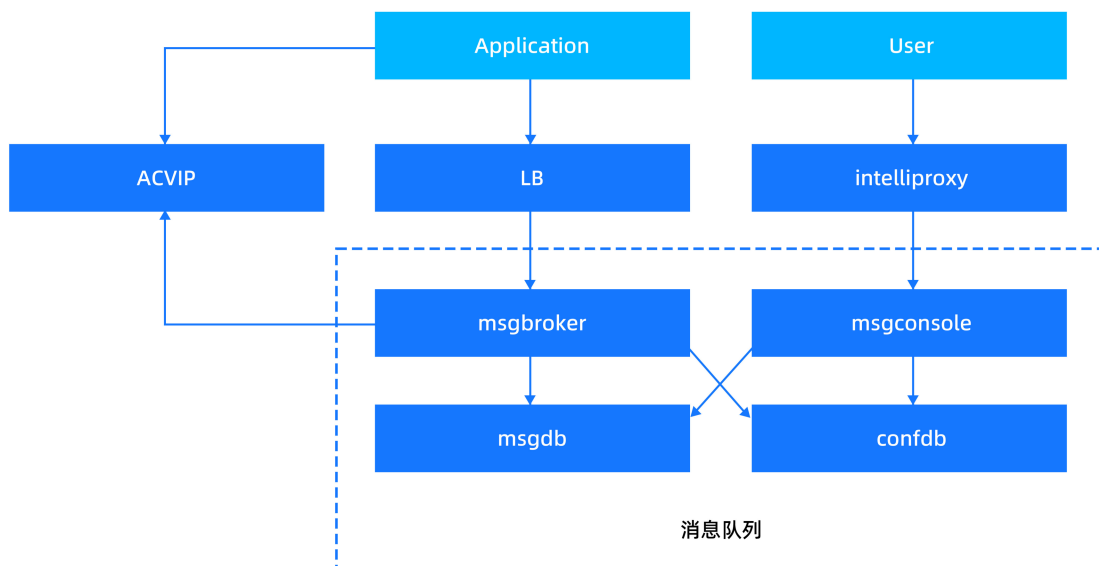 Application
User
ACVIP
LB
intelliproxy
msgbroker
msgconsole
msgdb
confdb
消息队列